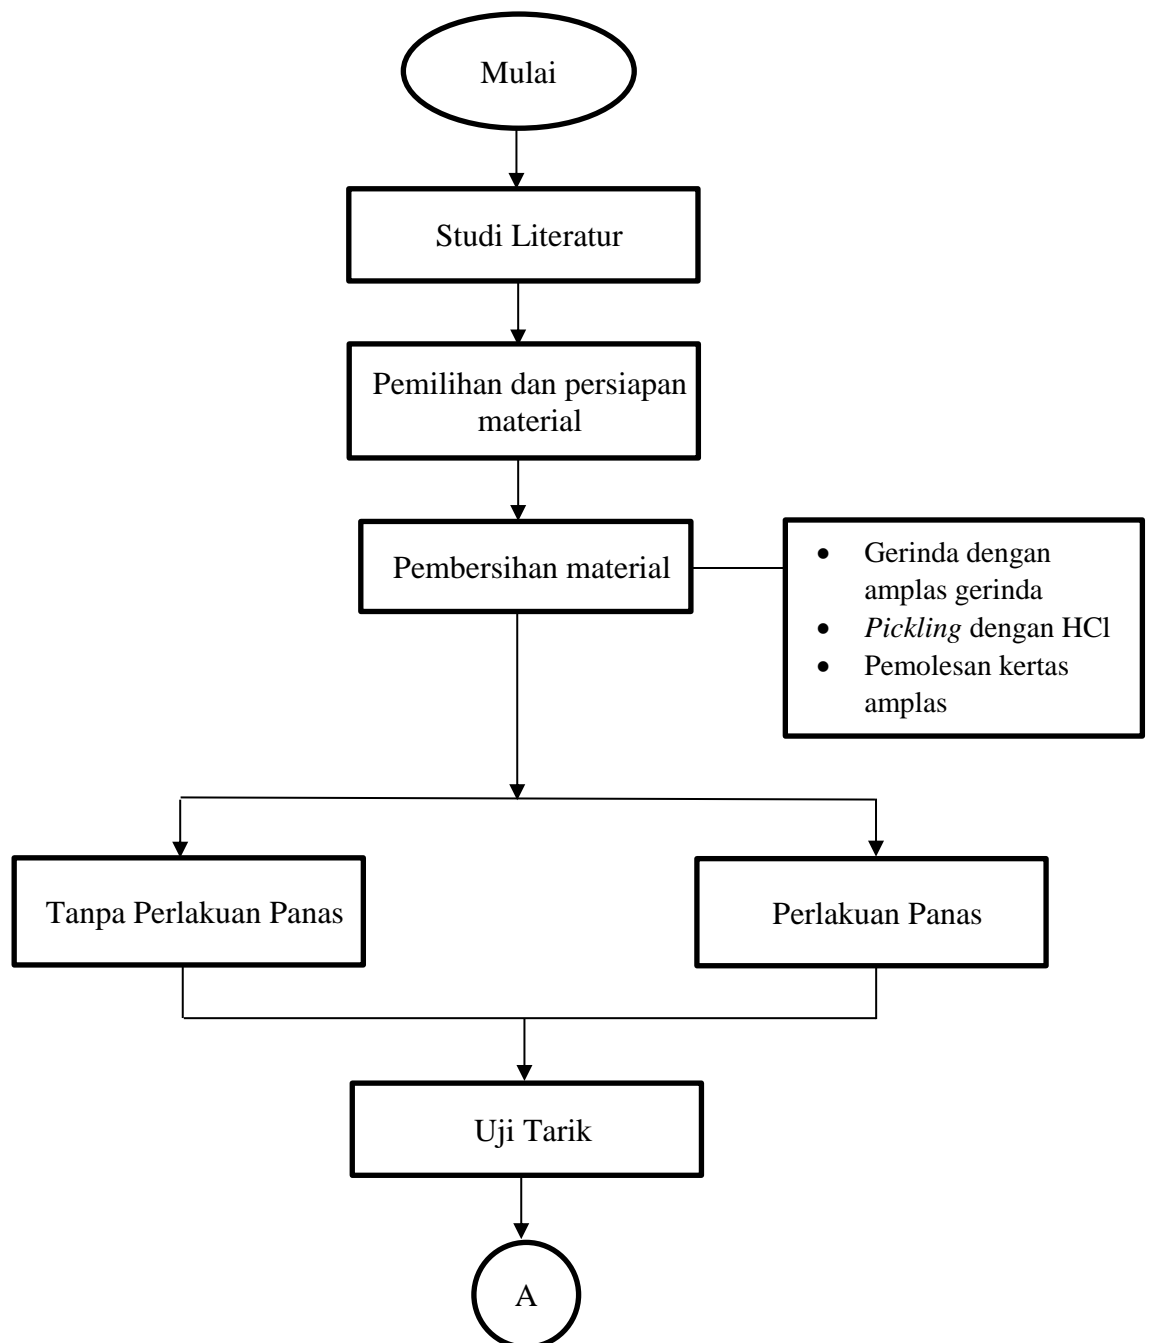 Mulai
Studi Literatur
Pemilihan dan persiapan
material
Pembersihan material
• Gerinda dengan
amplas gerinda
• Pickling dengan HCl
• Pemolesan kertas
amplas
Tanpa Perlakuan Panas
Perlakuan Panas
Uji Tarik
A